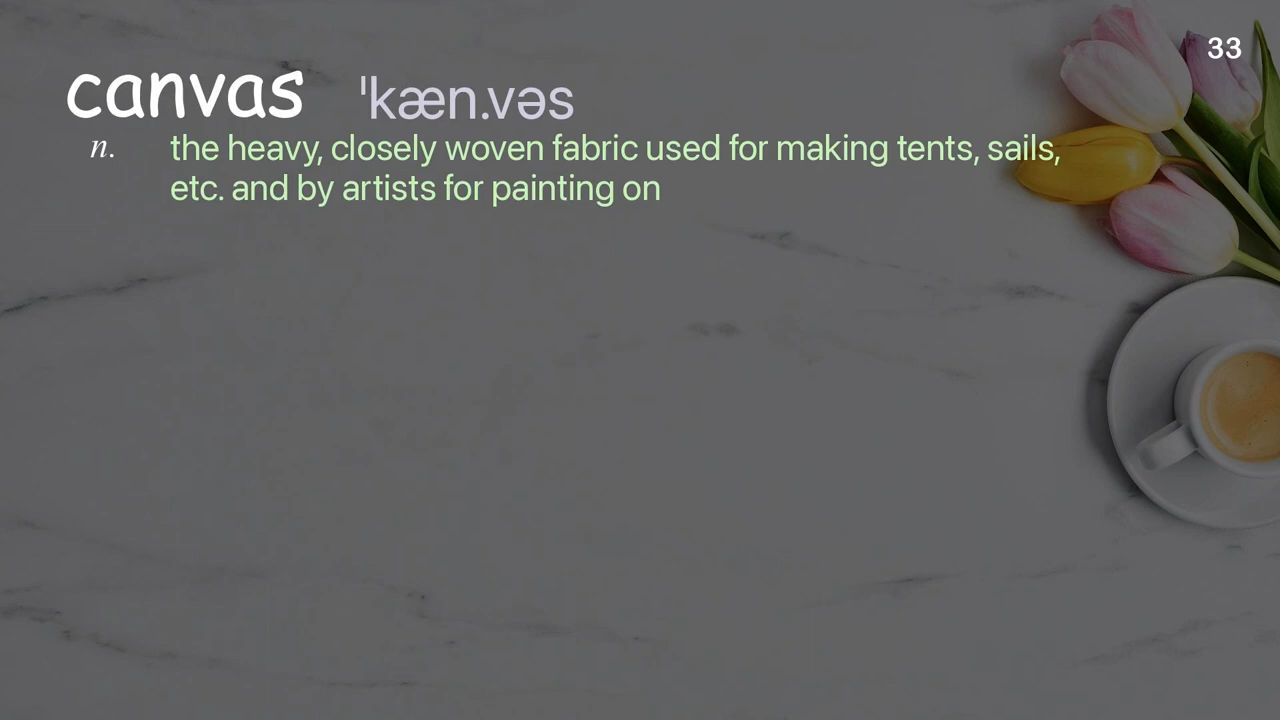 33
canvas ˈkæn.vəs
n. the heavy, closely woven fabric used for making tents, sails,
etc. and by artists for painting on